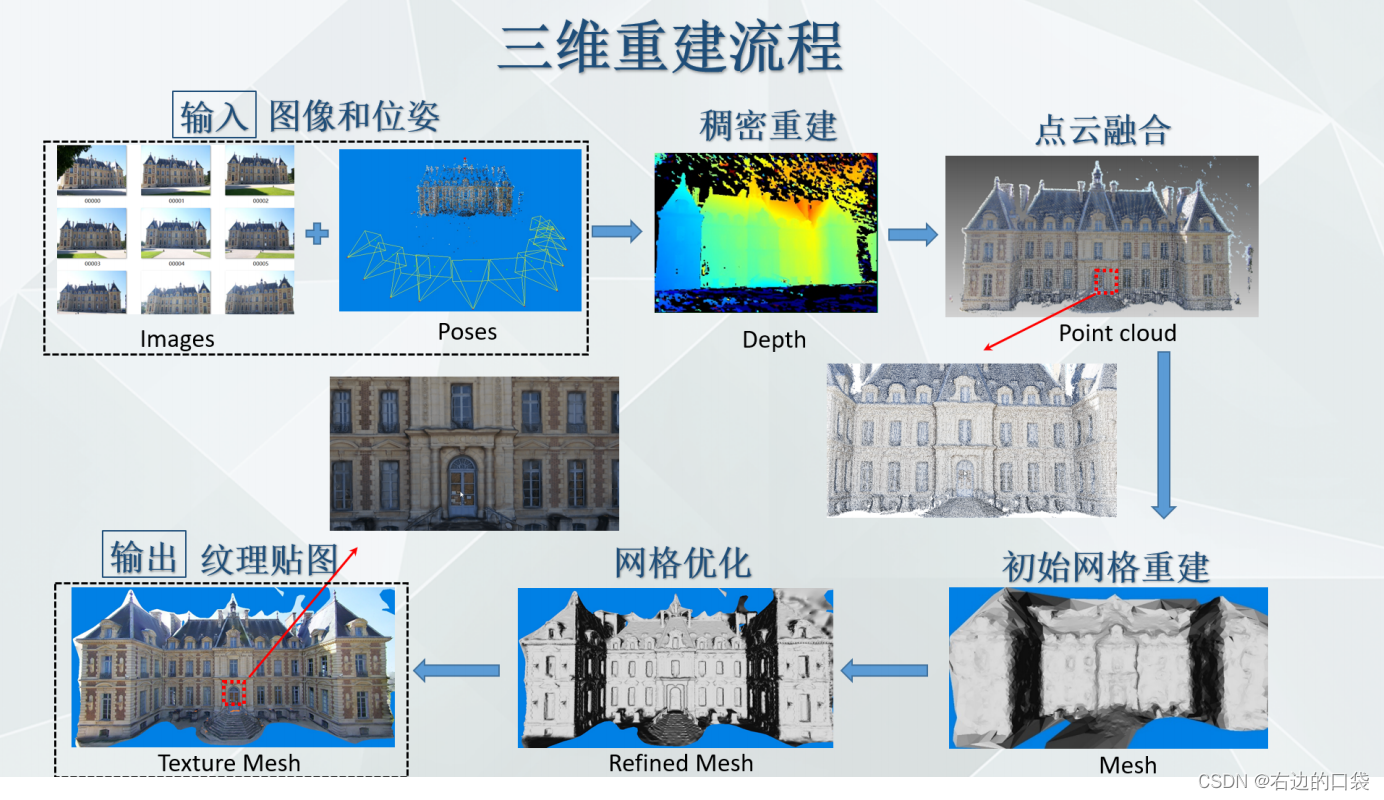 三维重建流程
输入 图像和位姿
稠密重建
点云融合
00000
00001
00002
00003
00004
00005
Images
Poses
Depth
Point cloud
输出 纹理贴图
网格优化
初始网格重建
Texture Mesh
Refined Mesh
Mesh
CSDN @右边的口袋